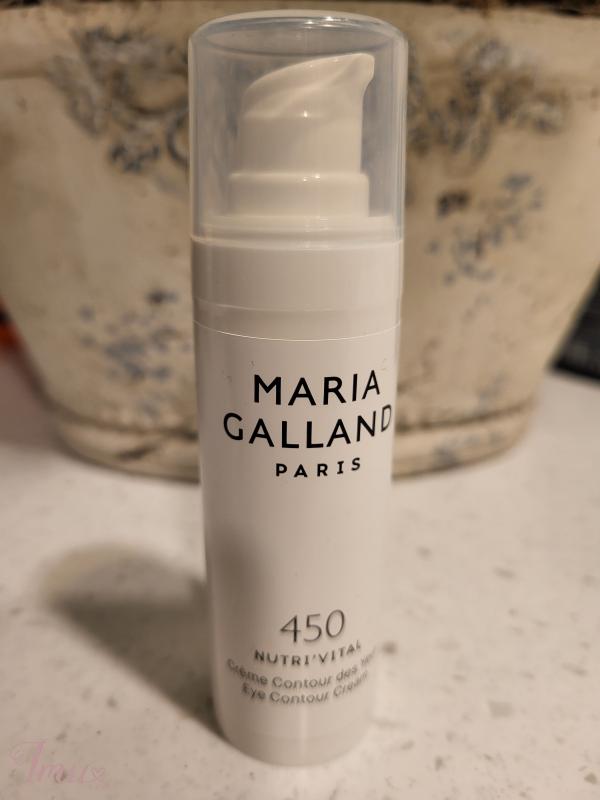 MARIA
GALLAND
PARIS
450
NUTRI'VITAL
Crème Contour des
Eye Contour Cream